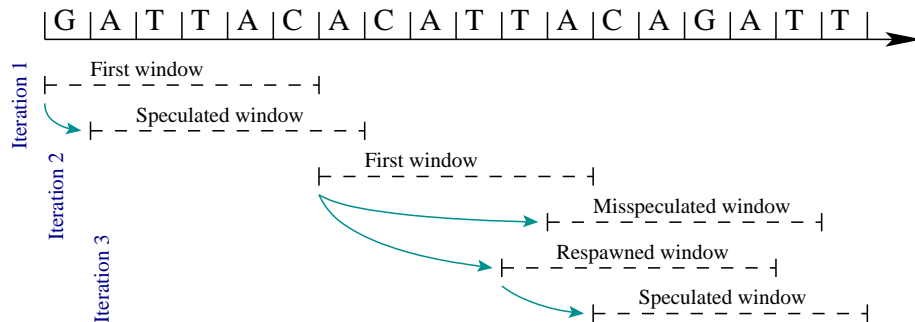 G A T T A C A C A T T A C A G A T T
First window
Iteration 1
Speculated window
Iteration 2
First window
Misspeculated window
Iteration 3
Respawned window
Speculated window